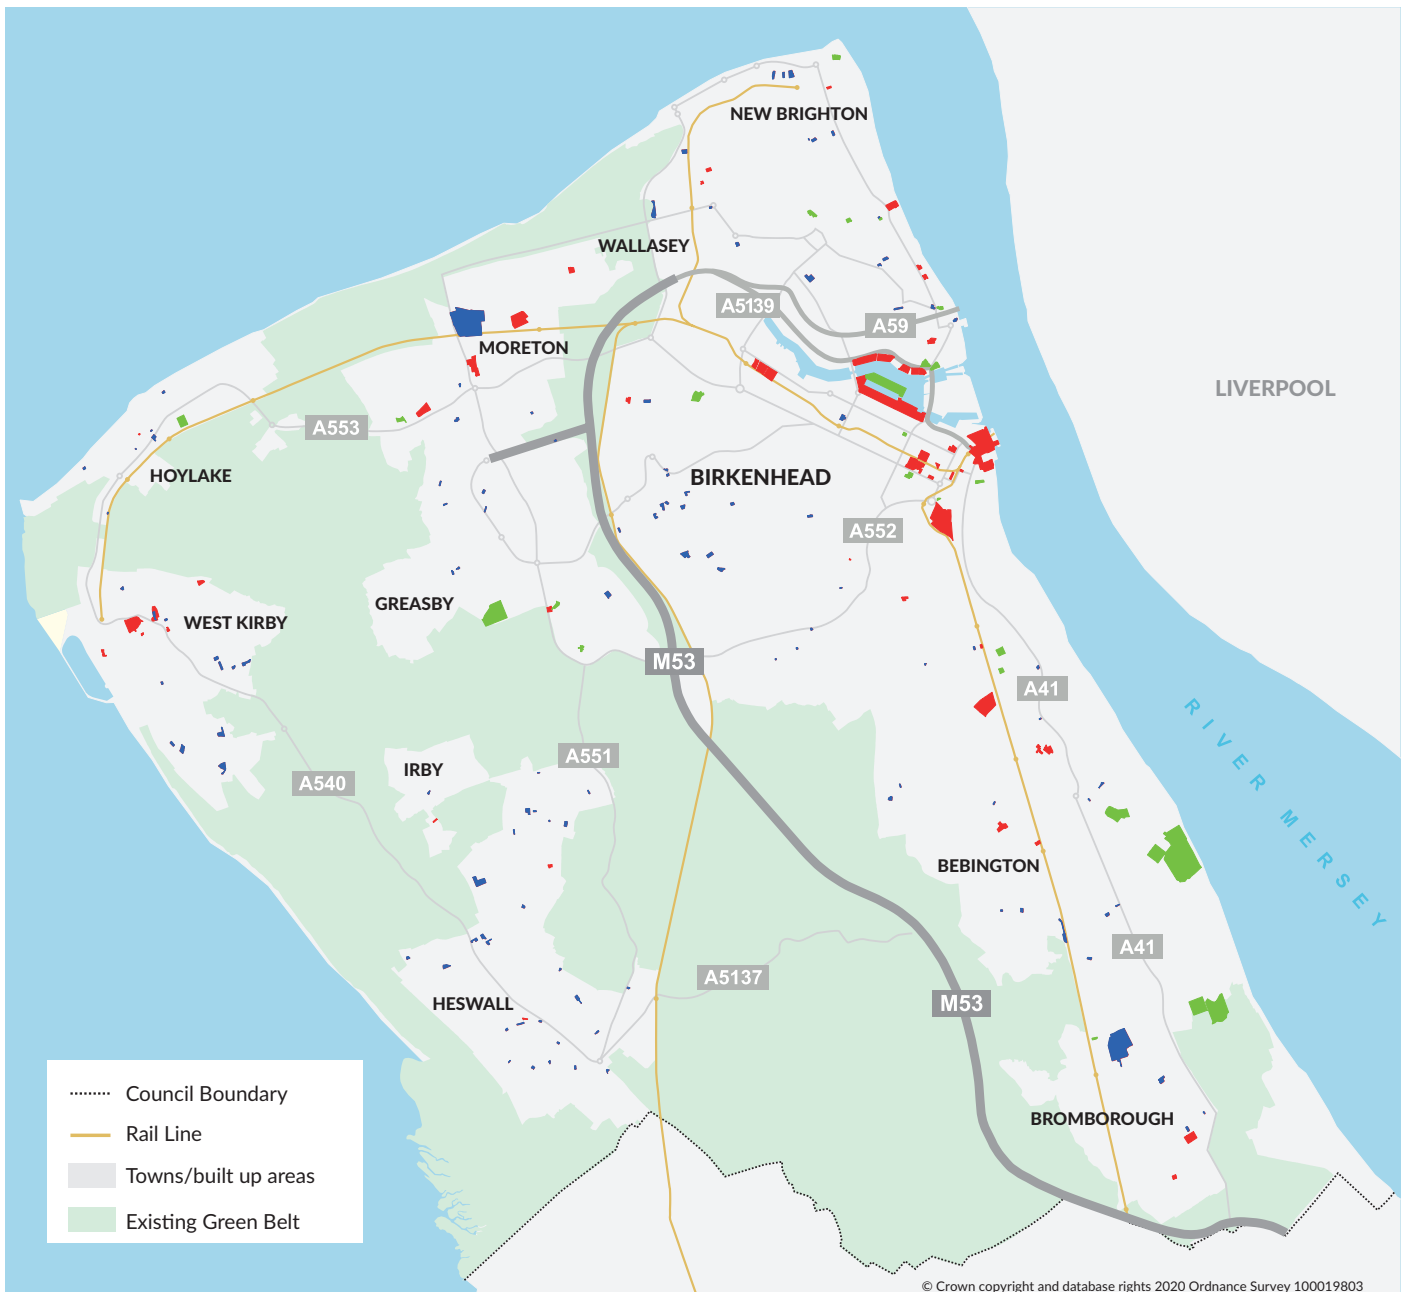 NEW BRIGHTON
WALLASEY
A5139
A59
MORETON
LIVERPOOL
A553
HOYLAKE
BIRKENHEAD
A552
GREASBY
WEST KIRBY
M53
A41
RIVER MERSEY
A551
IRBY
A540
BEBINGTON
A41
A5137
HESWALL
M53
BROMBOROUGH
Council Boundary
Rail Line
Towns/built up areas
Existing Green Belt
© Crown copyright and database rights 2020 Ordnance Survey 100019803